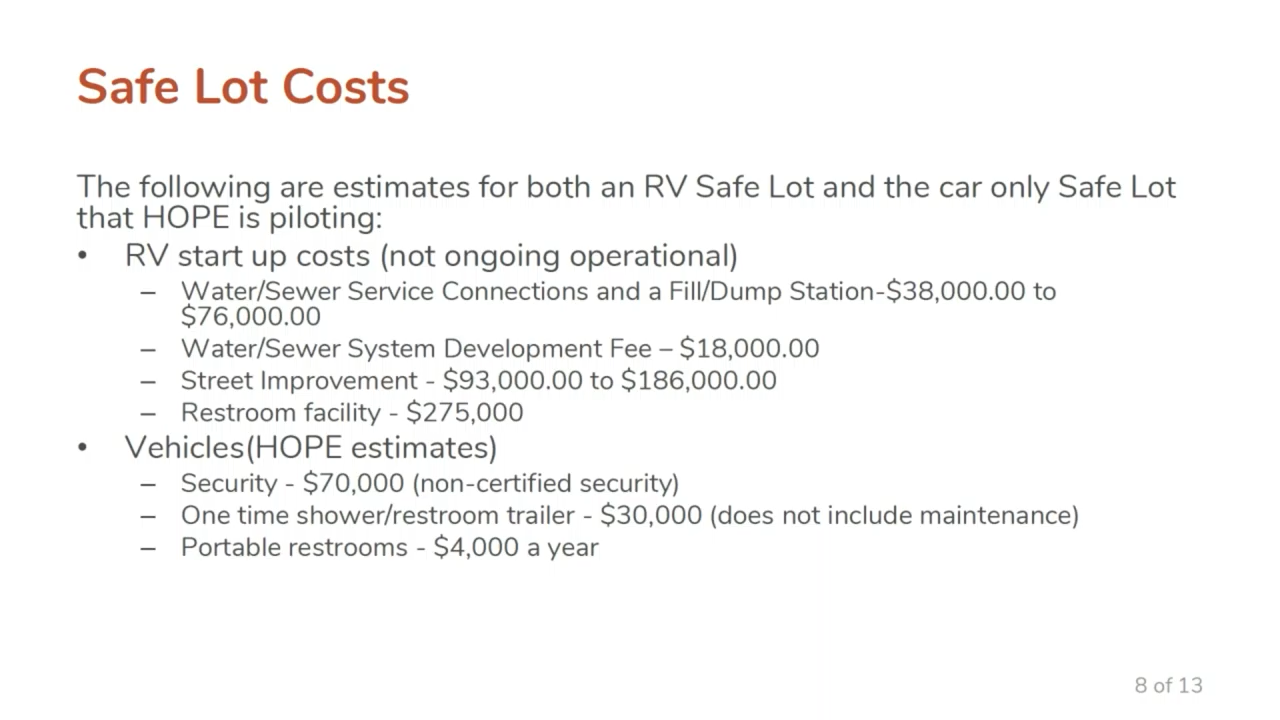 Safe Lot Costs
The following are estimates for both an RV Safe Lot and the car only Safe Lot
that HOPE is piloting:
• RV start up costs (not ongoing operational)
– Water/Sewer Service Connections and a Fill/Dump Station-$38,000.00 to
$76,000.00
– Water/Sewer System Development Fee – $18,000.00
– Street Improvement - $93,000.00 to $186,000.00
– Restroom facility - $275,000
• Vehicles(HOPE estimates)
– Security - $70,000 (non-certified security)
– One time shower/restroom trailer - $30,000 (does not include maintenance)
– Portable restrooms - $4,000 a year
8 of 13